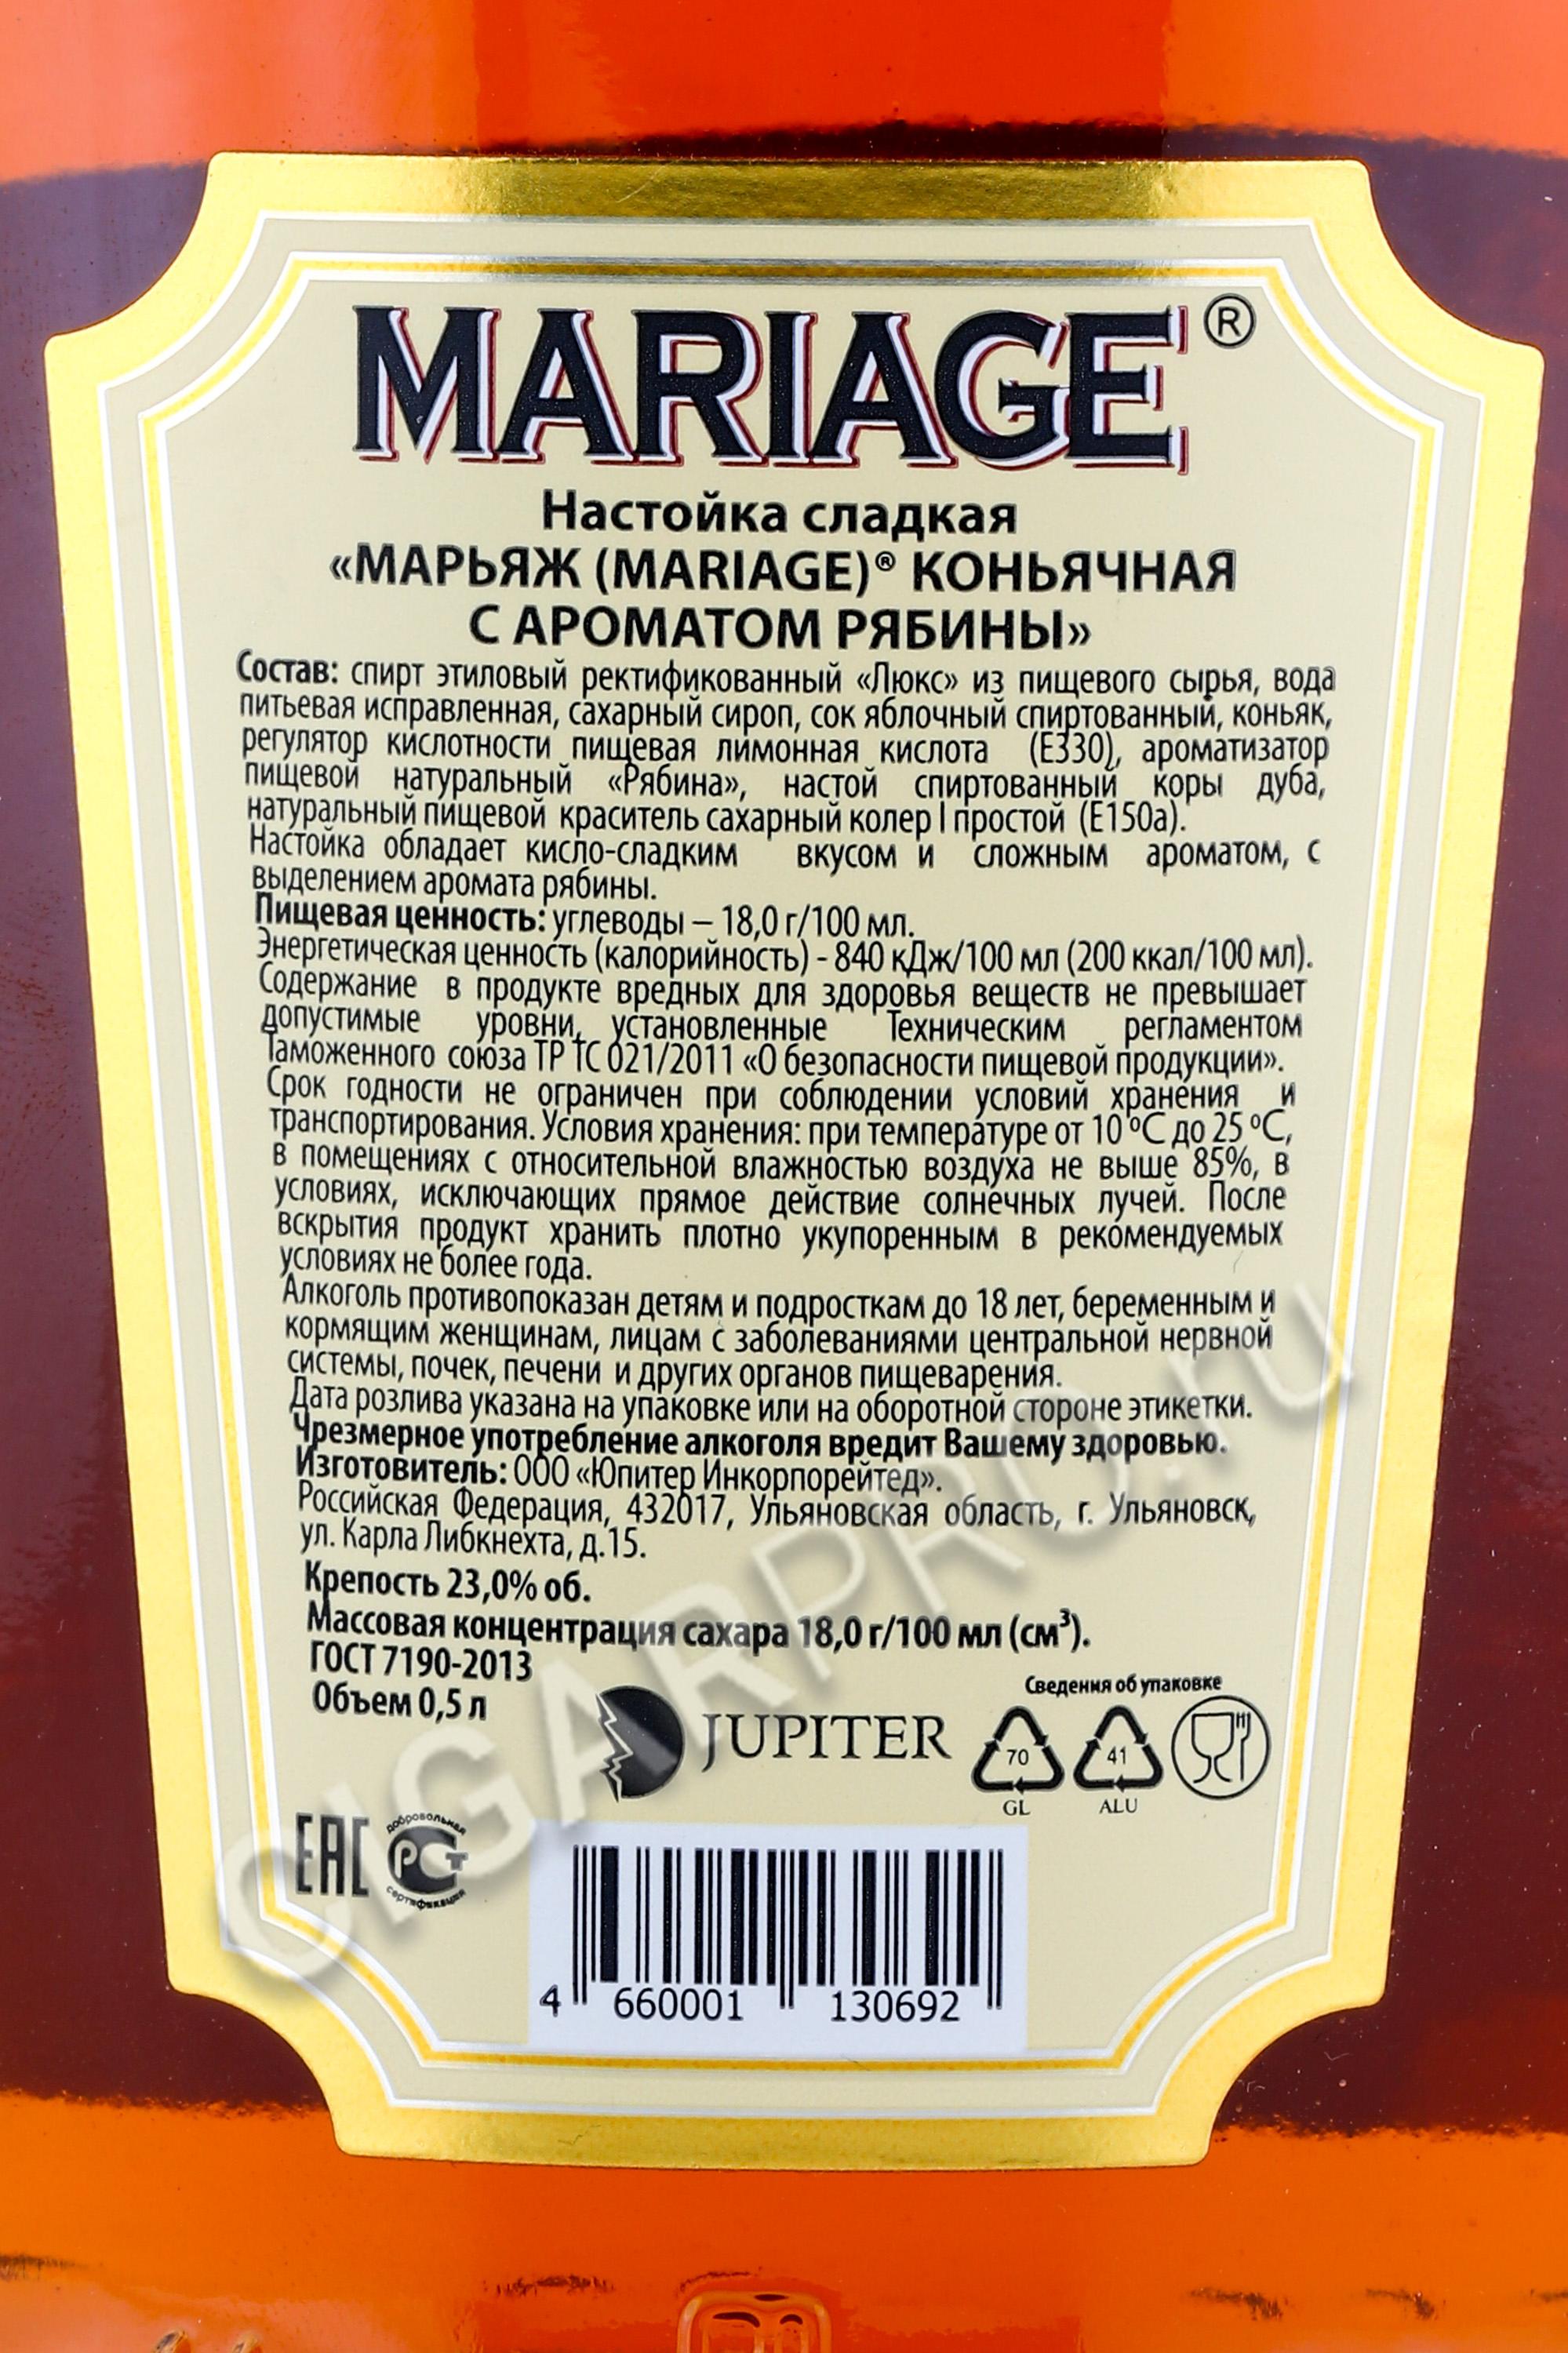 MARIAGE®
Настойка сладкая
«МАРЬЯЖ (MARIAGE)® КОНЬЯЧНАЯ
С АРОМАТОМ РЯБИНЫ»
Состав: спирт этиловый ректификованный «Люкс» из пищевого сырья, вода
питьевая исправленная, сахарный сироп, сок яблочный спиртованный, коньяк,
регулятор кислотности пищевая лимонная кислота (Е330), ароматизатор
пищевой натуральный «Рябина», настой спиртованный коры дуба,
натуральный пищевой краситель сахарный колер I простой (Е150а).
Настойка обладает кисло-сладким вкусом и сложным ароматом, с
выделением аромата рябины.
Пищевая ценность: углеводы – 18,0 г/100 мл.
Энергетическая ценность (калорийность) - 840 кДж/100 мл (200 ккал/100 мл).
Содержание в продукте вредных для здоровья веществ не превышает
допустимые уровни, установленные Техническим регламентом
Таможенного союза ТР ТС 021/2011 «О безопасности пищевой продукции».
Срок годности не ограничен при соблюдении условий хранения и
транспортирования. Условия хранения: при температуре от 10 °С до 25 °С,
в помещениях с относительной влажностью воздуха не выше 85%, в
условиях, исключающих прямое действие солнечных лучей. После
вскрытия продукт хранить плотно укупоренным в рекомендуемых
условиях не более года.
Алкоголь противопоказан детям и подросткам до 18 лет, беременным и
кормящим женщинам, лицам с заболеваниями центральной нервной
системы, почек, печени и других органов пищеварения.
Дата розлива указана на упаковке или на оборотной стороне этикетки.
Чрезмерное употребление алкоголя вредит Вашему здоровью.
Изготовитель: ООО «Юпитер Инкорпорейтед».
Российская Федерация, 432017, Ульяновская область, г. Ульяновск,
ул. Карла Либкнехта, д.15.
Крепость 23,0% об.
Массовая концентрация сахара 18,0 г/100 мл (см³).
ГОСТ 7190-2013
Объем 0,5 л
Сведения об упаковке
JUPITER
70
GL
41
ALU
ЕАС
добровольная
РСТ
сертификация
4 660001 130692
CIGARPRO.ru